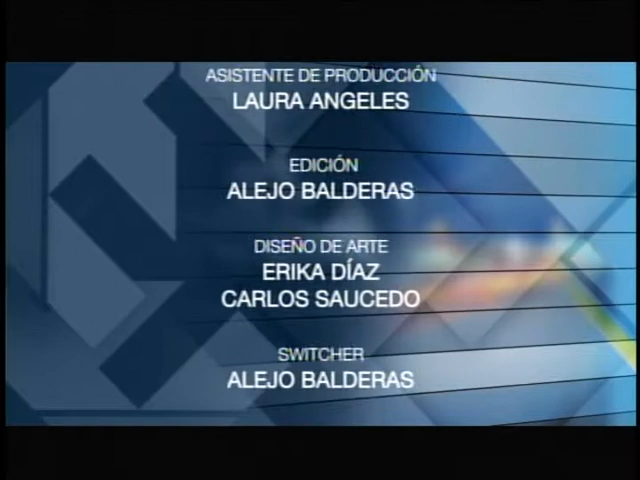 ASISTENTE DE PRODUCCIÓN
LAURA ANGELES
EDICIÓN
ALEJO BALDERAS
DISEÑO DE ARTE
ERIKA DÍAZ
CARLOS SAUCEDO
SWITCHER
ALEJO BALDERAS